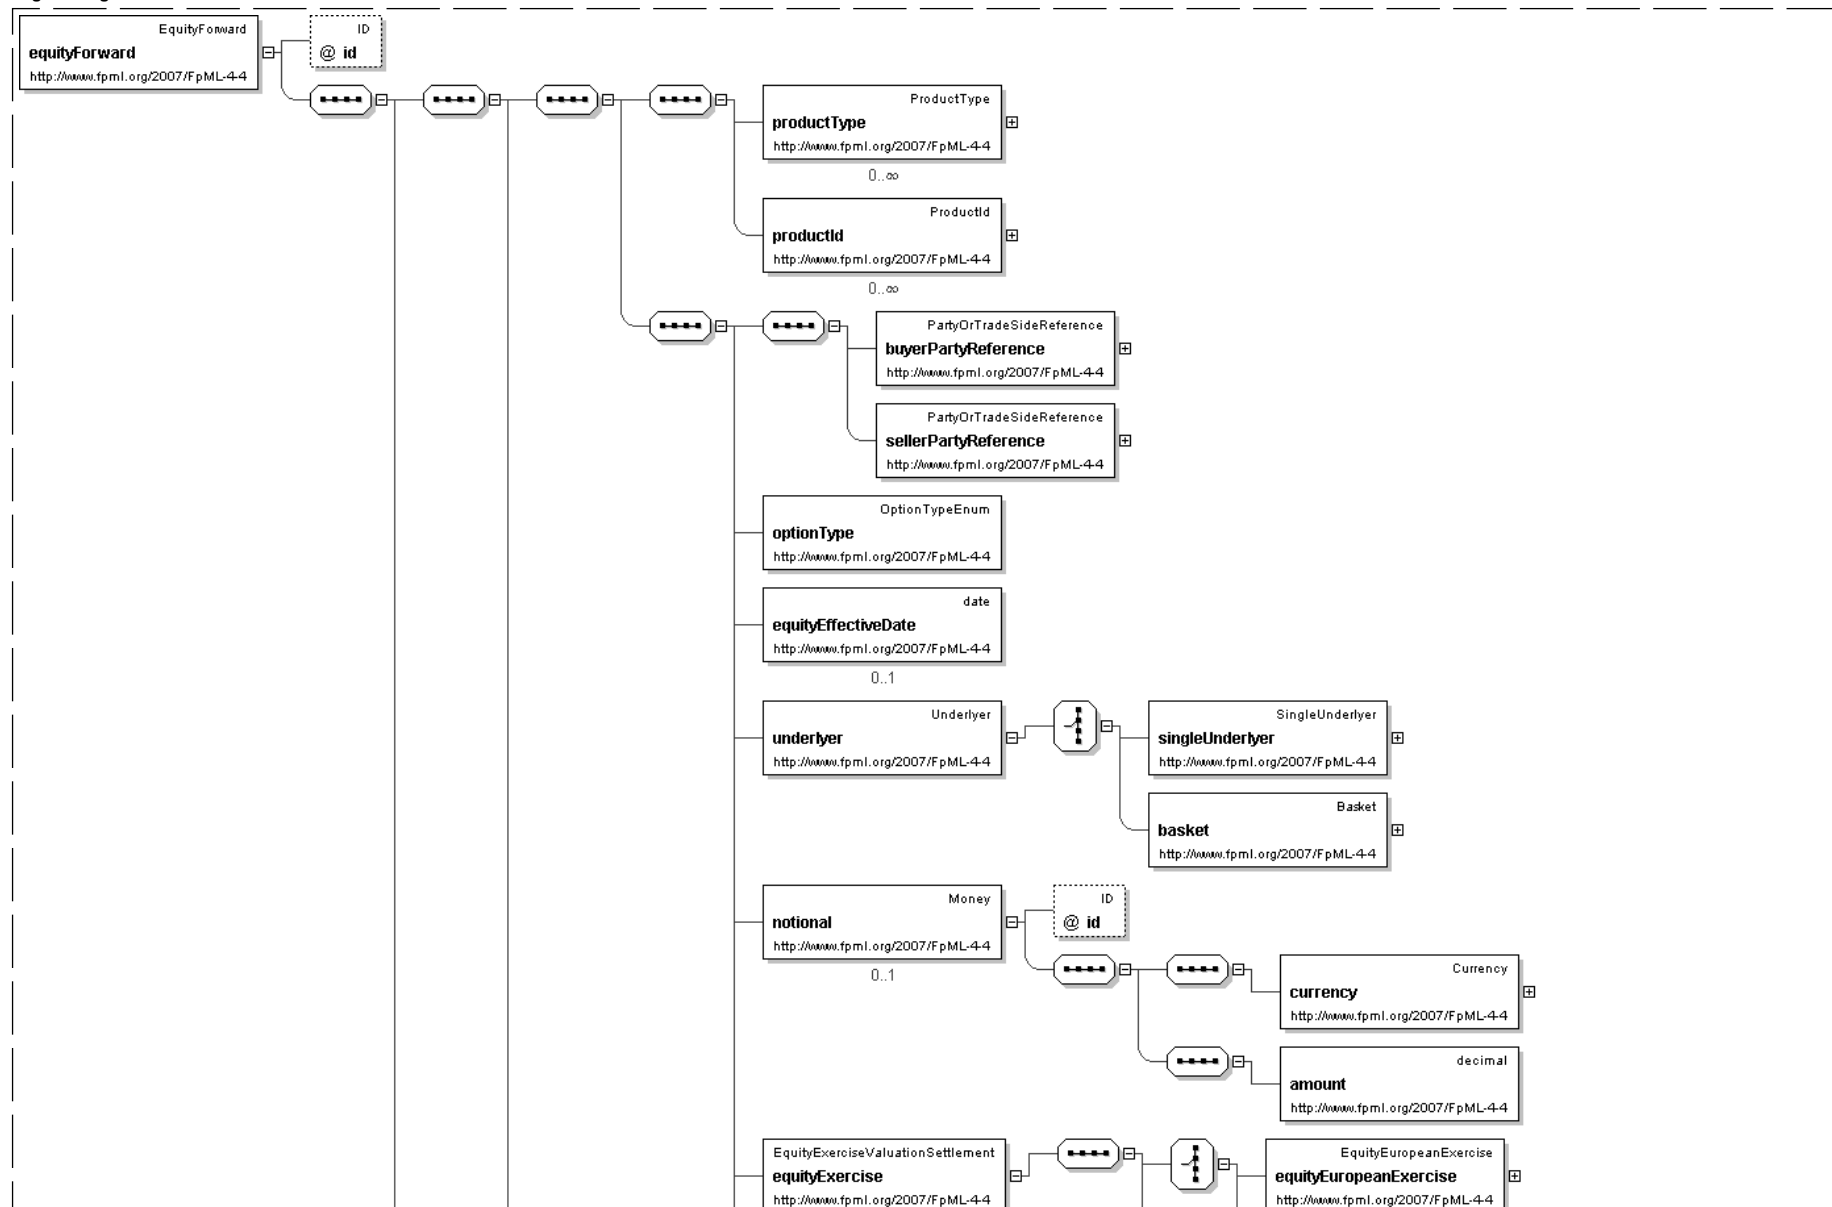 EquityForward
equityForward
http://www.fpml.org/2007/FpML-4-4
ID
@ id
ProductType
productType
http://www.fpml.org/2007/FpML-4-4
0..∞
ProductId
productId
http://www.fpml.org/2007/FpML-4-4
0..∞
PartyOrTradeSideReference
buyerPartyReference
http://www.fpml.org/2007/FpML-4-4
PartyOrTradeSideReference
sellerPartyReference
http://www.fpml.org/2007/FpML-4-4
OptionTypeEnum
optionType
http://www.fpml.org/2007/FpML-4-4
date
equityEffectiveDate
http://www.fpml.org/2007/FpML-4-4
0..1
Underlyer
underlyer
http://www.fpml.org/2007/FpML-4-4
SingleUnderlyer
singleUnderlyer
http://www.fpml.org/2007/FpML-4-4
Basket
basket
http://www.fpml.org/2007/FpML-4-4
Money
notional
http://www.fpml.org/2007/FpML-4-4
0..1
ID
@ id
Currency
currency
http://www.fpml.org/2007/FpML-4-4
decimal
amount
http://www.fpml.org/2007/FpML-4-4
EquityExerciseValuationSettlement
equityExercise
http://www.fpml.org/2007/FpML-4-4
EquityEuropeanExercise
equityEuropeanExercise
http://www.fpml.org/2007/FpML-4-4